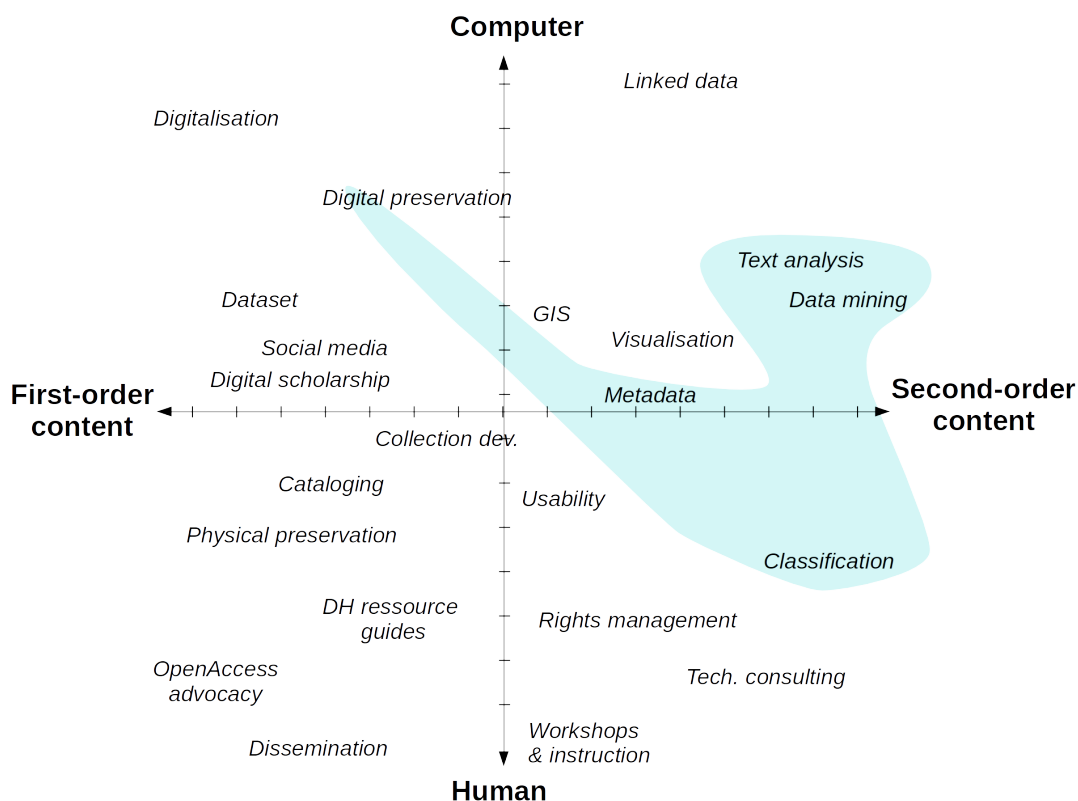 Computer
Linked data
Digitalisation
Digital preservation
Text analysis
Data mining
Dataset
GIS
Visualisation
Social media
Digital scholarship
Metadata
First-order
content
Second-order
content
Collection dev.
Cataloging
Usability
Physical preservation
Classification
DH ressource
guides
Rights management
OpenAccess
advocacy
Tech. consulting
Workshops
& instruction
Dissemination
Human